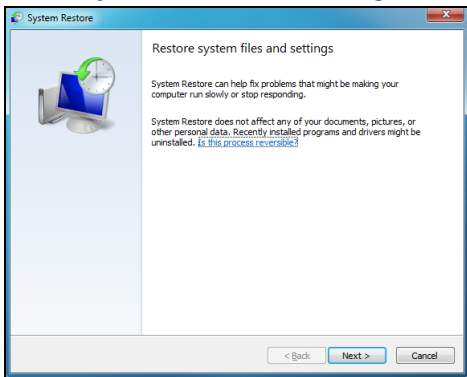 System Restore
Restore system files and settings
System Restore can help fix problems that might be making your
computer run slowly or stop responding.
System Restore does not affect any of your documents, pictures, or
other personal data. Recently installed programs and drivers might be
uninstalled. Is this process reversible?
< Back
Next >
Cancel